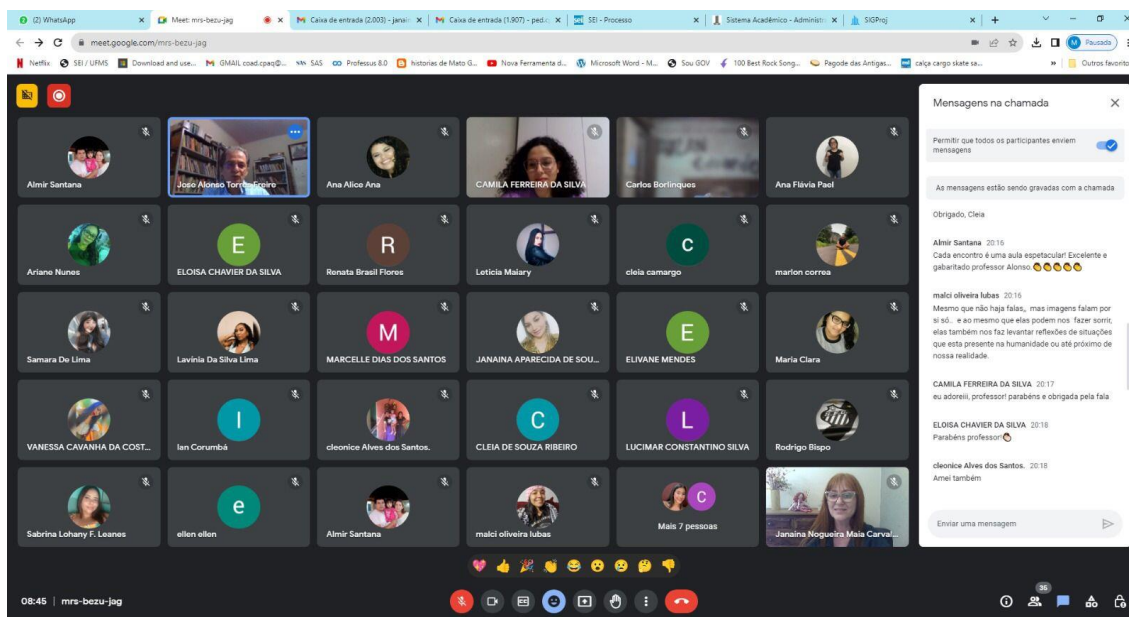 (2) WhatsApp
Meet: mrs-bezu-jag
Caixa de entrada (2.003) - janain
Caixa de entrada (1.907) - ped.
SEI - Processo
Sistema Acadêmico - Administr
SIGProj
meet.google.com/mrs-bezu-jag
M Pausada
Netflix
SEI / UFMS
Download and use...
GMAIL coad.cpaq@...
SAS
Professus 8.0
historias de Mato G...
Nova Ferramenta d...
Microsoft Word - M...
Sou GOV
100 Best Rock Song...
Pagode das Antigas...
calça cargo skate sa...
Outros favorito
Almir Santana
Jose Alonso Torres Freire
Ana Alice Ana
CAMILA FERREIRA DA SILVA
Carlos Borlinques
Ana Flávia Pael
Ariane Nunes
E
ELOISA CHAVIER DA SILVA
R
Renata Brasil Flores
Leticia Maiary
c
cleia camargo
marlon correa
Samara De Lima
Lavínia Da Silva Lima
M
MARCELLE DIAS DOS SANTOS
JANAINA APARECIDA DE SOU...
E
ELIVANE MENDES
Maria Clara
VANESSA CAVANHA DA COST...
I
Ian Corumbá
cleonice Alves dos Santos.
C
CLEIA DE SOUZA RIBEIRO
L
LUCIMAR CONSTANTINO SILVA
Rodrigo Bispo
Sabrina Lohany F. Leanes
e
ellen ellen
Almir Santana
malci oliveira lubas
C
Mais 7 pessoas
Janaina Nogueira Maia Carval...
Mensagens na chamada
Permitir que todos os participantes enviem
mensagens
As mensagens estão sendo gravadas com a chamada
Obrigado, Cleia
Almir Santana 20:16
Cada encontro é uma aula espetacular! Excelente e
gabaritado professor Alonso.👏👏👏👏👏
malci oliveira lubas 20:16
Mesmo que não haja falas, mas imagens falam por
si só.. e ao mesmo que elas podem nos fazer sorrir,
elas também nos faz levantar reflexões de situações
que esta presente na humanidade ou até próximo de
nossa realidade.
CAMILA FERREIRA DA SILVA 20:17
eu adoreiii, professor! parabéns e obrigada pela fala
ELOISA CHAVIER DA SILVA 20:18
Parabéns professor!👏
cleonice Alves dos Santos. 20:18
Amei também
Enviar uma mensagem
08:45 | mrs-bezu-jag
35